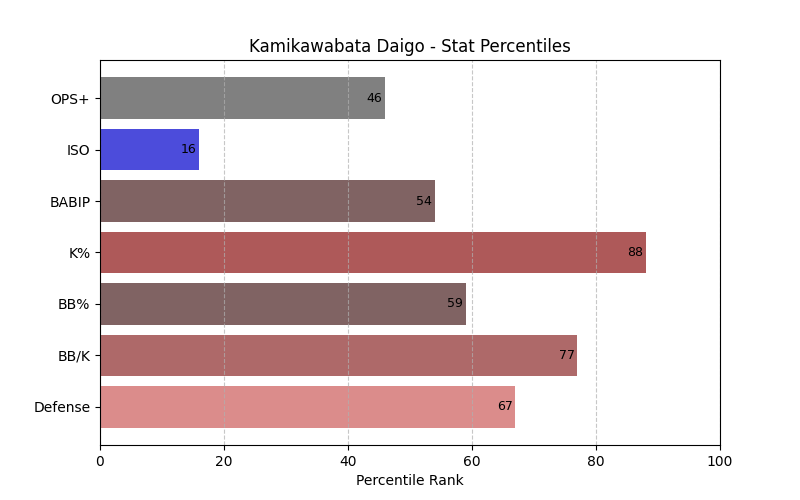 Kamikawabata Daigo - Stat Percentiles
OPS+ 46
ISO 16
BABIP 54
K% 88
BB% 59
BB/K 77
Defense 67
0 20 40 60 80 100
Percentile Rank